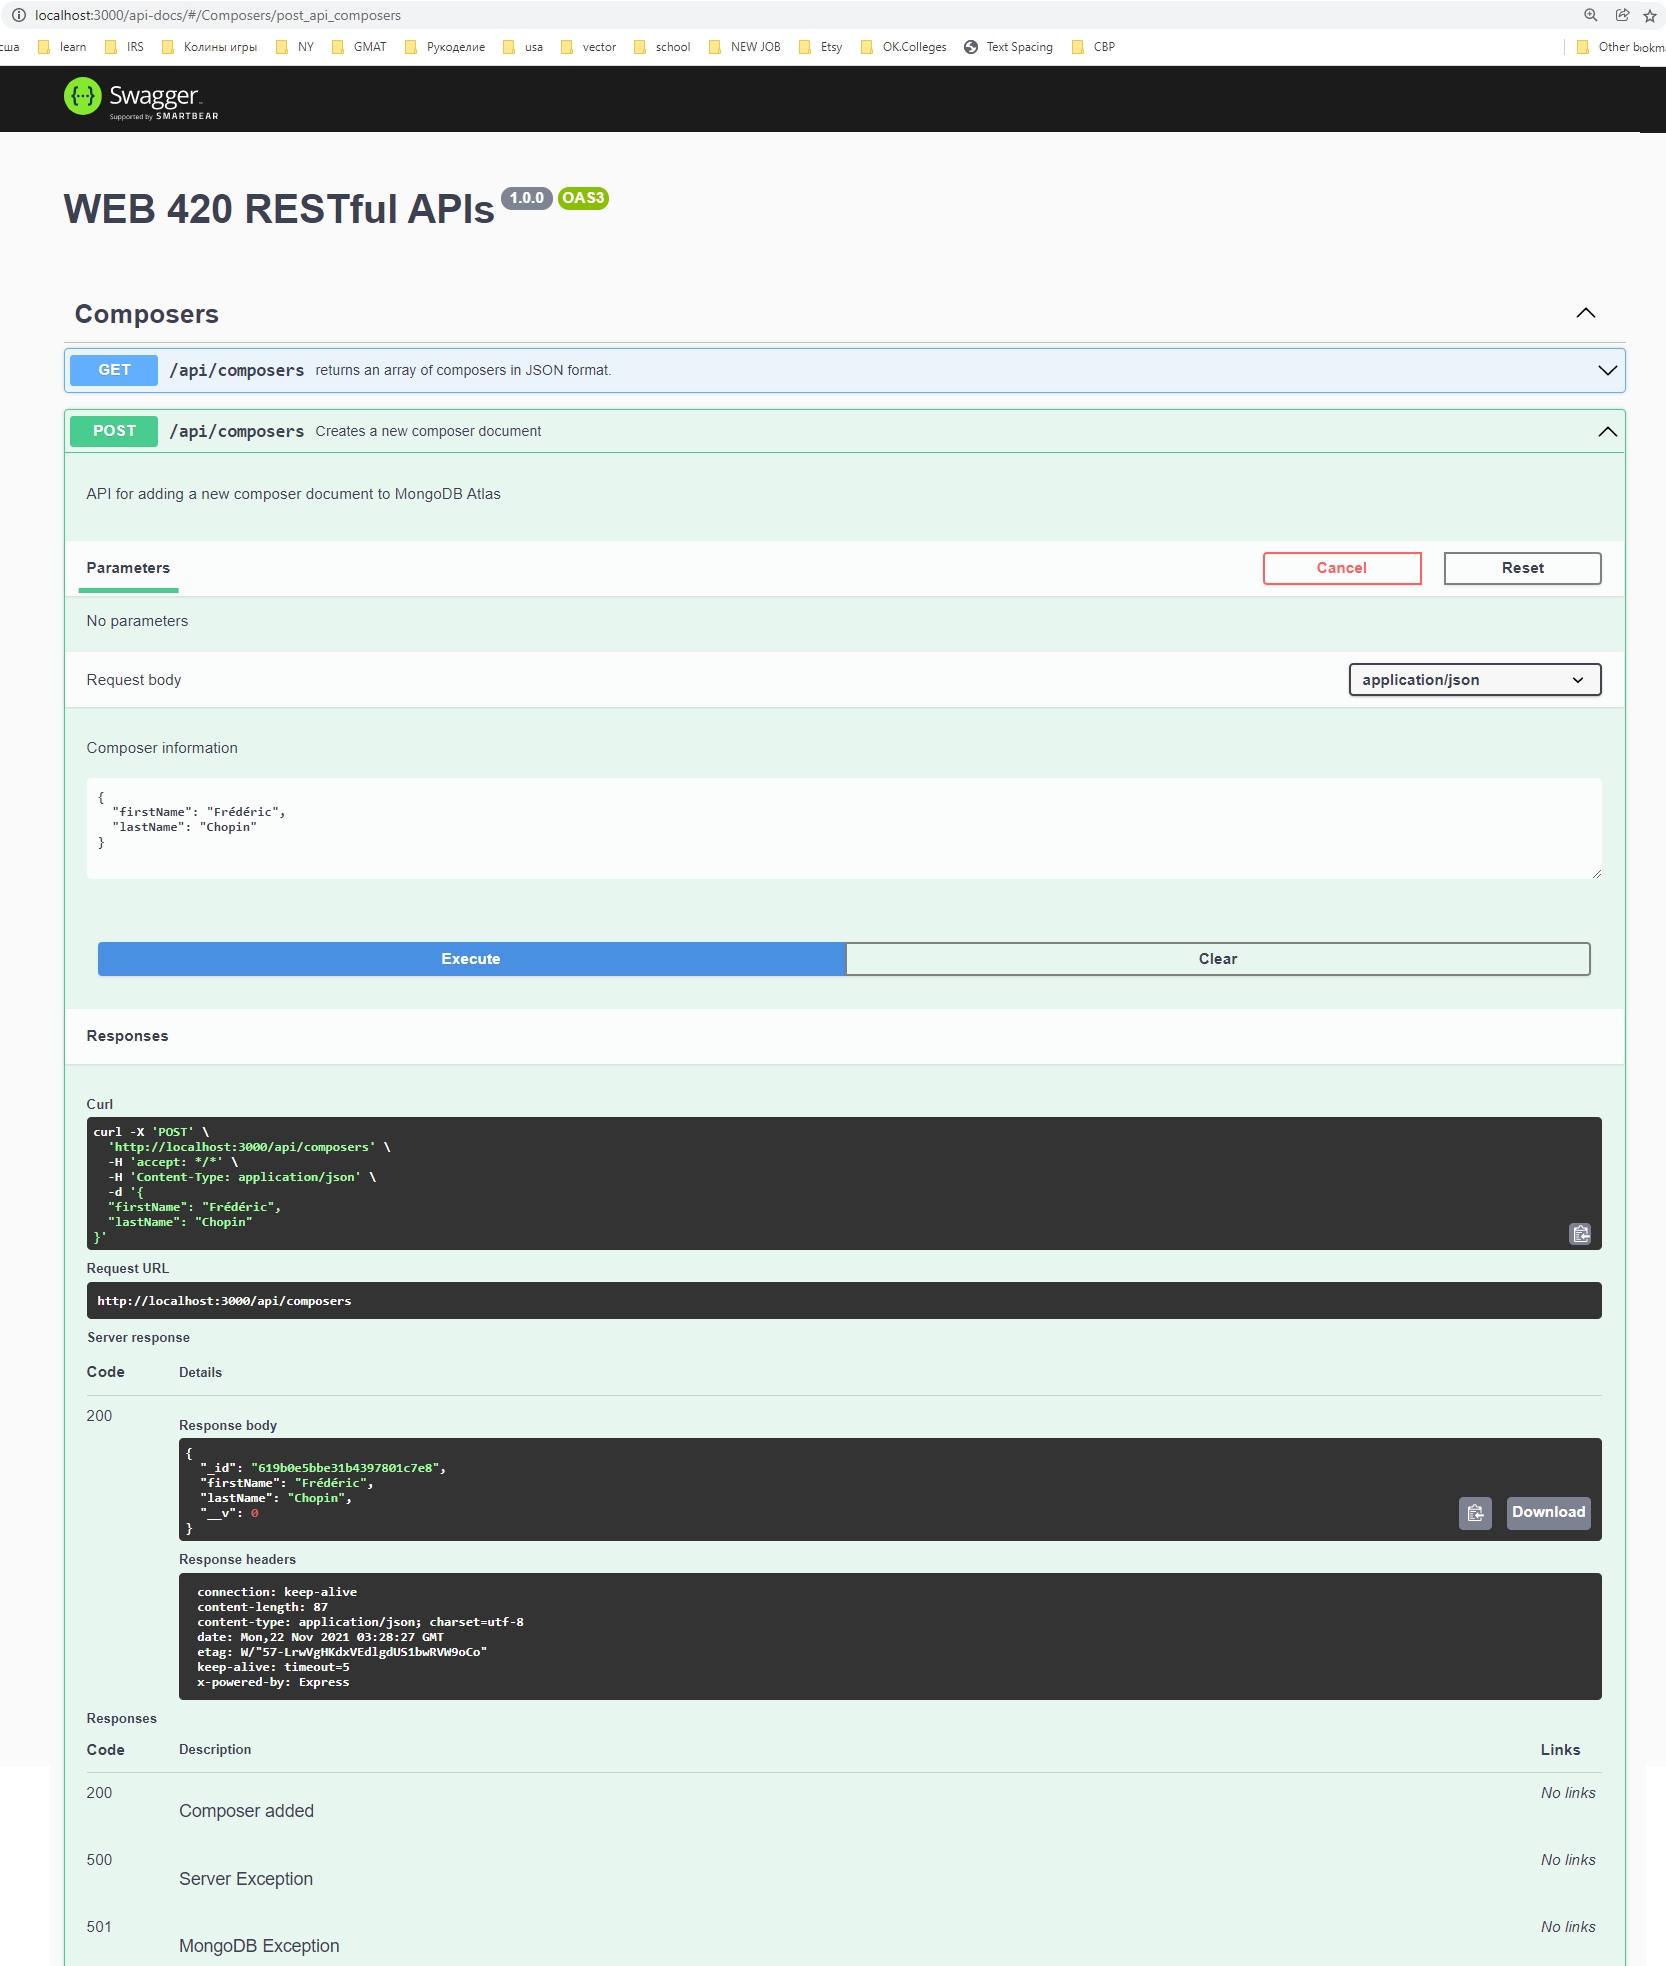 localhost:3000/api-docs/#/Composers/post_api_composers
сша learn IRS Колины игры NY GMAT Рукоделие usa vector school NEW JOB Etsy OK.Colleges Text Spacing CBP Other
Swagger
Supported by SMARTBEAR
WEB 420 RESTful APIs 1.0.0 OAS3
Composers
GET /api/composers returns an array of composers in JSON format.
POST /api/composers Creates a new composer document
API for adding a new composer document to MongoDB Atlas
Parameters Cancel Reset
No parameters
Request body application/json
Composer information
{
"firstName": "Frédéric",
"lastName": "Chopin"
}
Execute Clear
Responses
Curl
curl -X 'POST' \
'http://localhost:3000/api/composers' \
-H 'accept: */*' \
-H 'Content-Type: application/json' \
-d '{
"firstName": "Frédéric",
"lastName": "Chopin"
}'
Request URL
http://localhost:3000/api/composers
Server response
Code Details
200
Response body
{
"_id": "619b0e5bbe31b4397801c7e8",
"firstName": "Frédéric",
"lastName": "Chopin",
"__v": 0
}
Download
Response headers
connection: keep-alive
content-length: 87
content-type: application/json; charset=utf-8
date: Mon,22 Nov 2021 03:28:27 GMT
etag: W/"57-LrwVgHKdxVEdlgdUS1bwRVW9oCo"
keep-alive: timeout=5
x-powered-by: Express
Responses
Code Description Links
200 No links
Composer added
500 No links
Server Exception
501 No links
MongoDB Exception